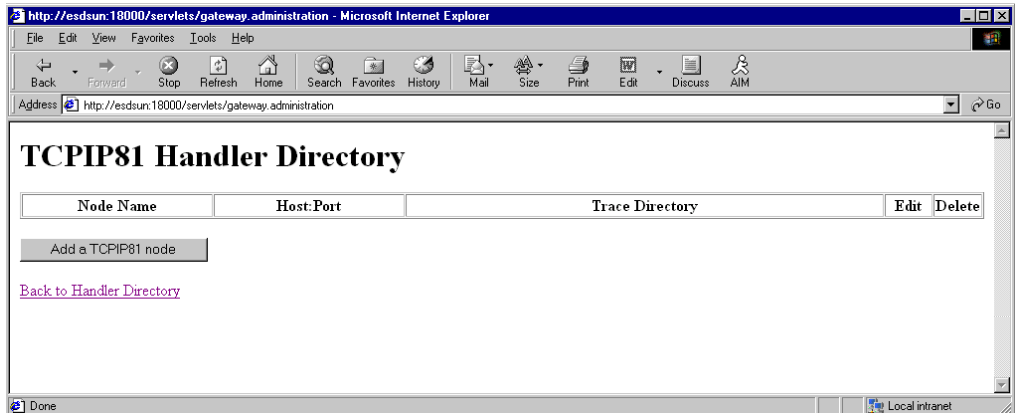 http://esdsun:18000/servlets/gateway.administration - Microsoft Internet Explorer
File Edit View Favorites Tools Help
Back Forward Stop Refresh Home Search Favorites History Mail Size Print Edit Discuss AIM
Address http://esdsun:18000/servlets/gateway.administration Go
TCPIP81 Handler Directory
Node Name Host:Port Trace Directory Edit Delete
Add a TCPIP81 node
Back to Handler Directory
Done Local intranet